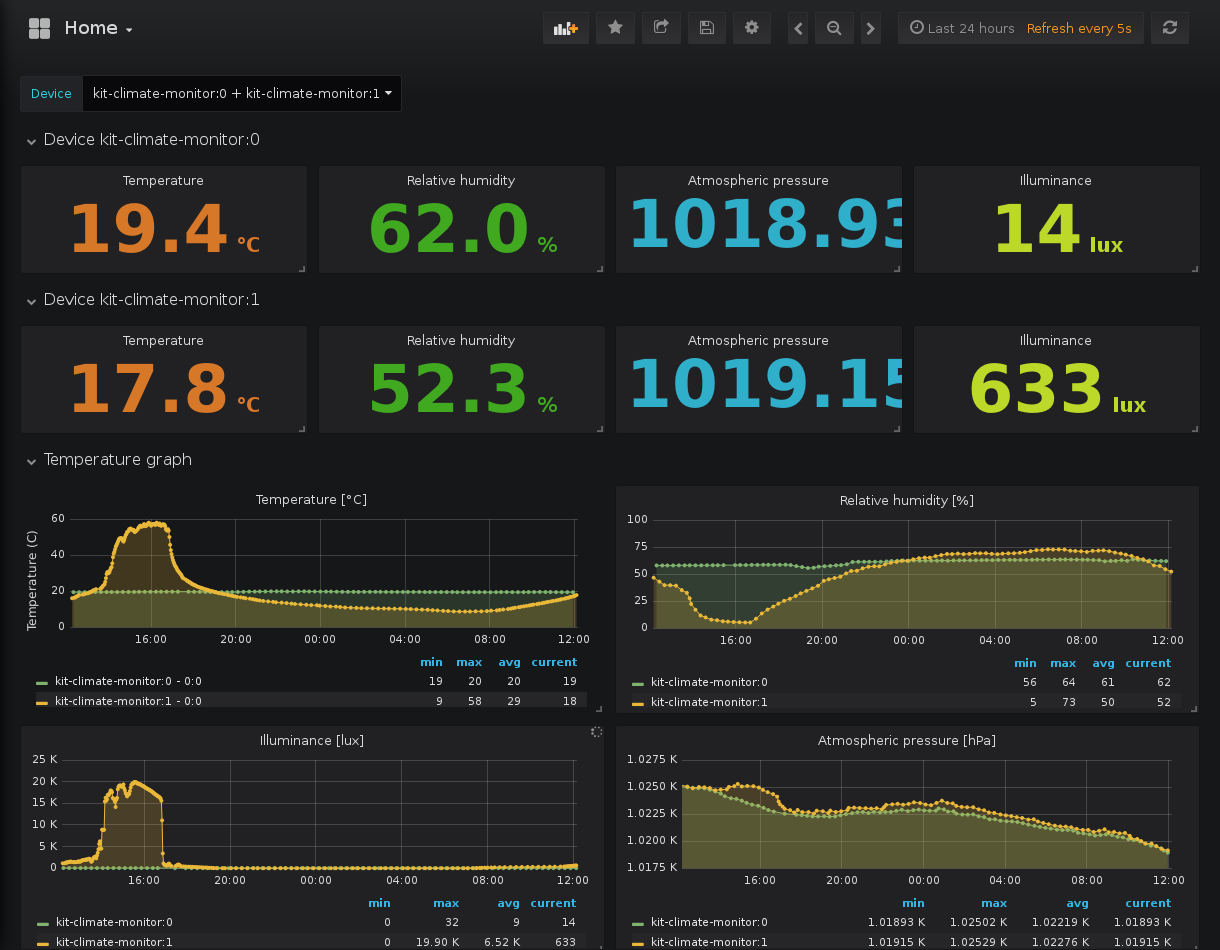 Home
Last 24 hours Refresh every 5s
Device kit-climate-monitor:0 + kit-climate-monitor:1
Device kit-climate-monitor:0
Temperature Relative humidity Atmospheric pressure Illuminance
19.4 °C 62.0 % 1018.93 14 lux
Device kit-climate-monitor:1
Temperature Relative humidity Atmospheric pressure Illuminance
17.8 °C 52.3 % 1019.15 633 lux
Temperature graph
Temperature [°C]
Temperature (C)
60
40
20
0
16:00 20:00 00:00 04:00 08:00 12:00
min max avg current
kit-climate-monitor:0 - 0:0 19 20 20 19
kit-climate-monitor:1 - 0:0 9 58 29 18
Relative humidity [%]
100
75
50
25
0
16:00 20:00 00:00 04:00 08:00 12:00
min max avg current
kit-climate-monitor:0 56 64 61 62
kit-climate-monitor:1 5 73 50 52
Illuminance [lux]
25 K
20 K
15 K
10 K
5 K
0
16:00 20:00 00:00 04:00 08:00 12:00
min max avg current
kit-climate-monitor:0 0 32 9 14
kit-climate-monitor:1 0 19.90 K 6.52 K 633
Atmospheric pressure [hPa]
1.0275 K
1.0250 K
1.0225 K
1.0200 K
1.0175 K
16:00 20:00 00:00 04:00 08:00 12:00
min max avg current
kit-climate-monitor:0 1.01893 K 1.02502 K 1.02219 K 1.01893 K
kit-climate-monitor:1 1.01915 K 1.02529 K 1.02276 K 1.01915 K